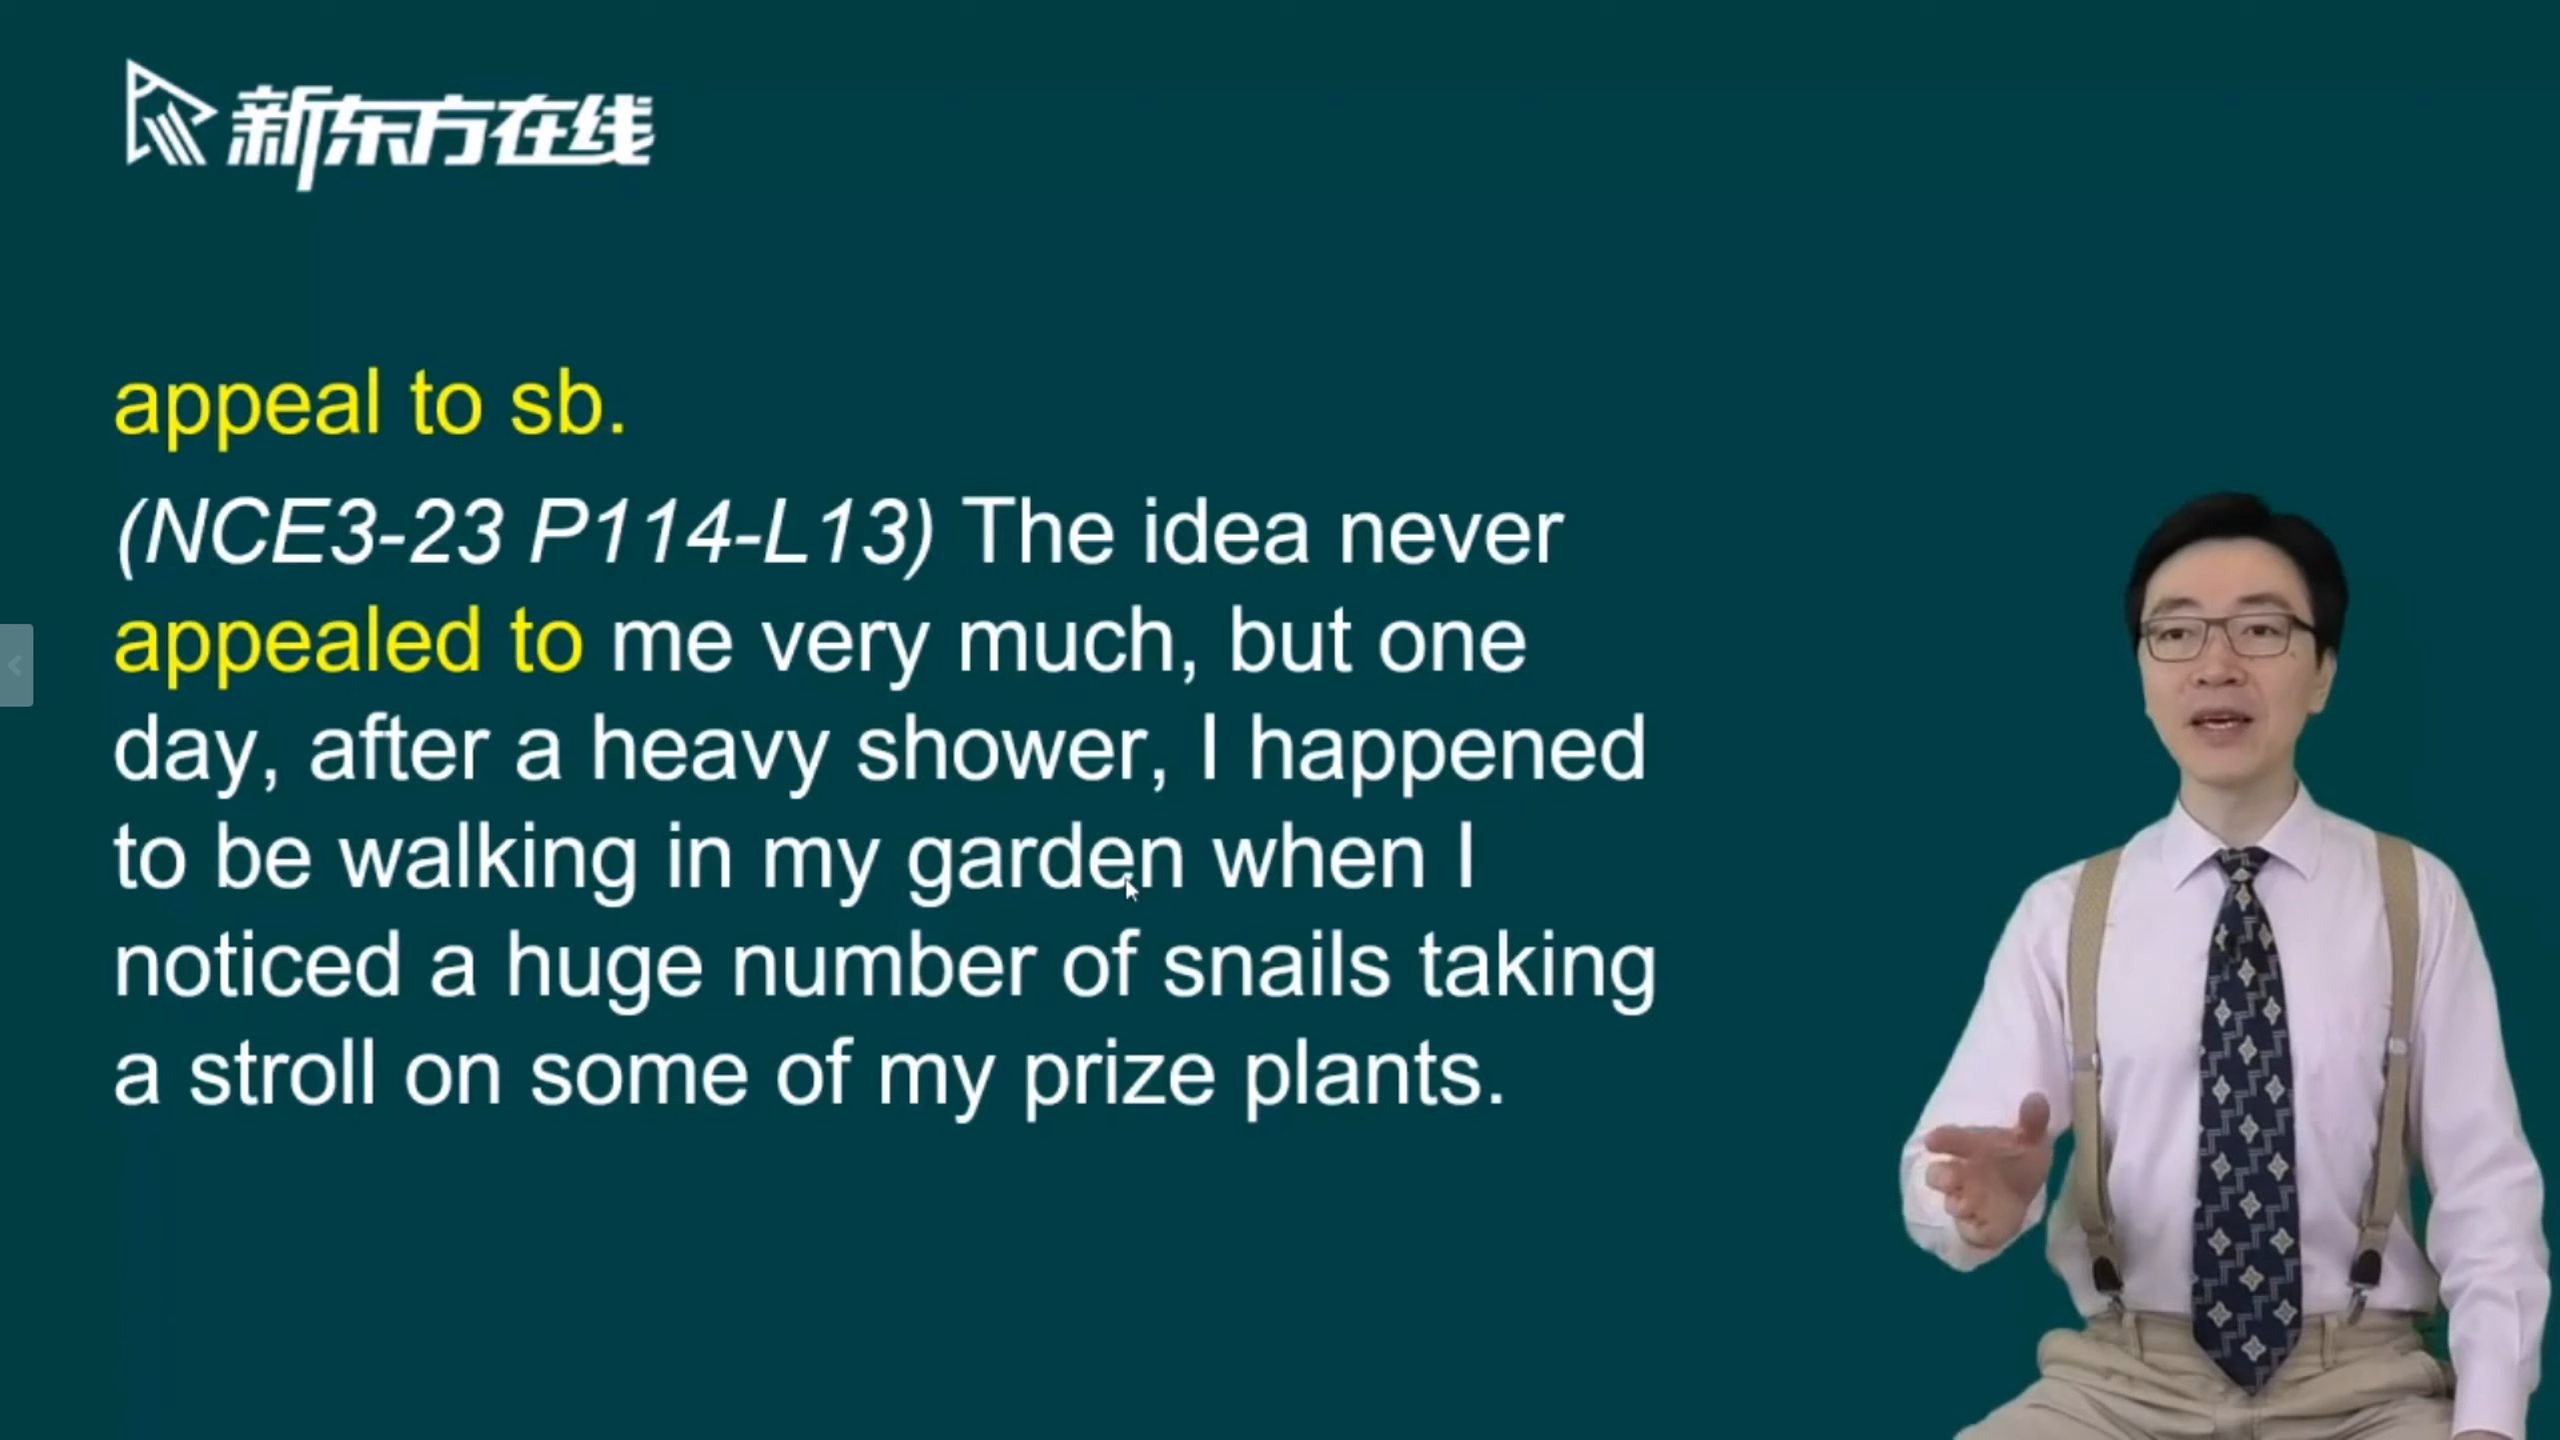 新东方在线
appeal to sb.
(NCE3-23 P114-L13) The idea never
appealed to me very much, but one
day, after a heavy shower, I happened
to be walking in my garden when I
noticed a huge number of snails taking
a stroll on some of my prize plants.